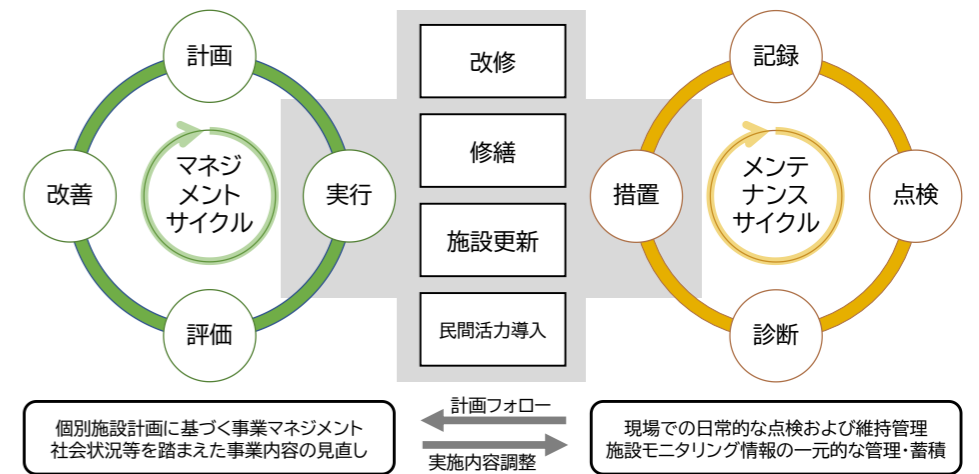 計画
改善
マネジ
メント
サイクル
実行
評価
改修
修繕
施設更新
民間活力導入
記録
措置
メンテ
ナンス
サイクル
点検
診断
個別施設計画に基づく事業マネジメント
社会状況等を踏まえた事業内容の見直し
計画フォロー
実施内容調整
現場での日常的な点検および維持管理
施設モニタリング情報の一元的な管理・蓄積